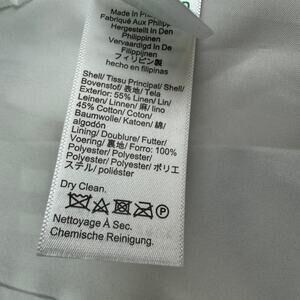 Made in Phi
Fabriqué Aux Philipp
Hergestellt In Den
Philippinen
Vervaardigd In De
Filippijnen
フィリピン製
hecho en filipinas
Shell/ Tissu Principal/
Bovenstof/ 表地/ Tela
Exterior: 55% Linen/ Lin/
Leinen/ Linnen/ 麻/ lino
45% Cotton/ Coton/
Baumwolle/ Katoen/ 綿/
algodón
Lining/ Doublure/ Futter/
Voering/ 裏地/ Forro: 100%
Polyester/ Polyester/
Polyester/ Polyester/ ポリエ
ステル/ poliéster
Dry Clean.
P
Nettoyage À Sec.
Chemische Reinigung.